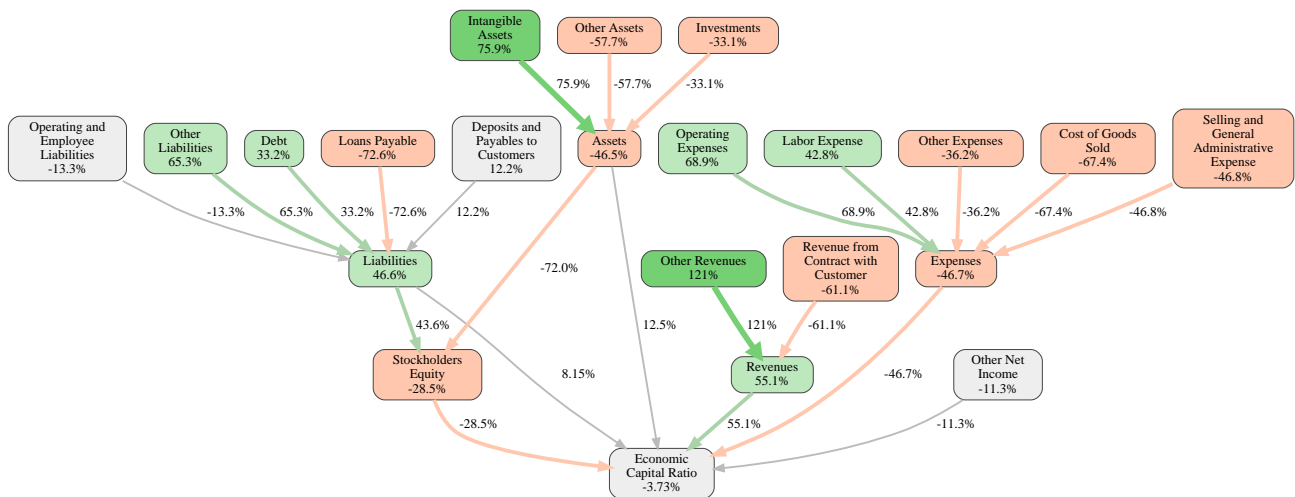 Intangible
Assets
75.9%
Other Assets
-57.7%
Investments
-33.1%
75.9%
-57.7%
-33.1%
Operating and
Employee
Liabilities
-13.3%
Other
Liabilities
65.3%
Debt
33.2%
Loans Payable
-72.6%
Deposits and
Payables to
Customers
12.2%
Assets
-46.5%
Operating
Expenses
68.9%
Labor Expense
42.8%
Other Expenses
-36.2%
Cost of Goods
Sold
-67.4%
Selling and
General
Administrative
Expense
-46.8%
-13.3%
65.3%
33.2%
-72.6%
12.2%
68.9%
42.8%
-36.2%
-67.4%
-46.8%
Liabilities
46.6%
-72.0%
Other Revenues
121%
Revenue from
Contract with
Customer
-61.1%
Expenses
-46.7%
43.6%
12.5%
121%
-61.1%
Stockholders
Equity
-28.5%
8.15%
Revenues
55.1%
-46.7%
Other Net
Income
-11.3%
-28.5%
55.1%
-11.3%
Economic
Capital Ratio
-3.73%